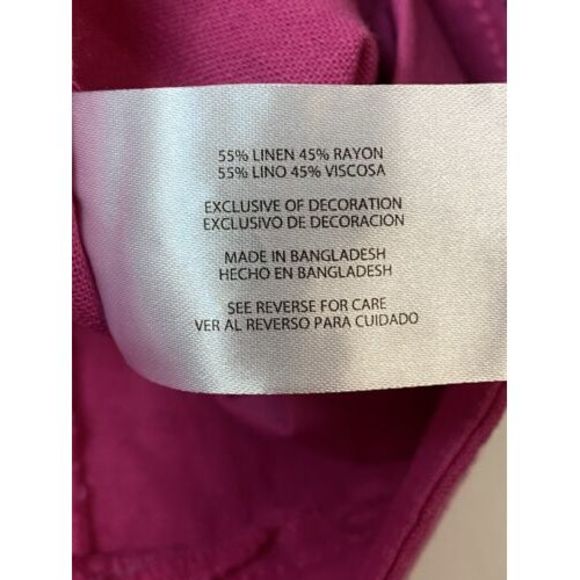 55% LINEN 45% RAYON
55% LINO 45% VISCOSA
EXCLUSIVE OF DECORATION
EXCLUSIVO DE DECORACION
MADE IN BANGLADESH
HECHO EN BANGLADESH
SEE REVERSE FOR CARE
VER AL REVERSO PARA CUIDADO